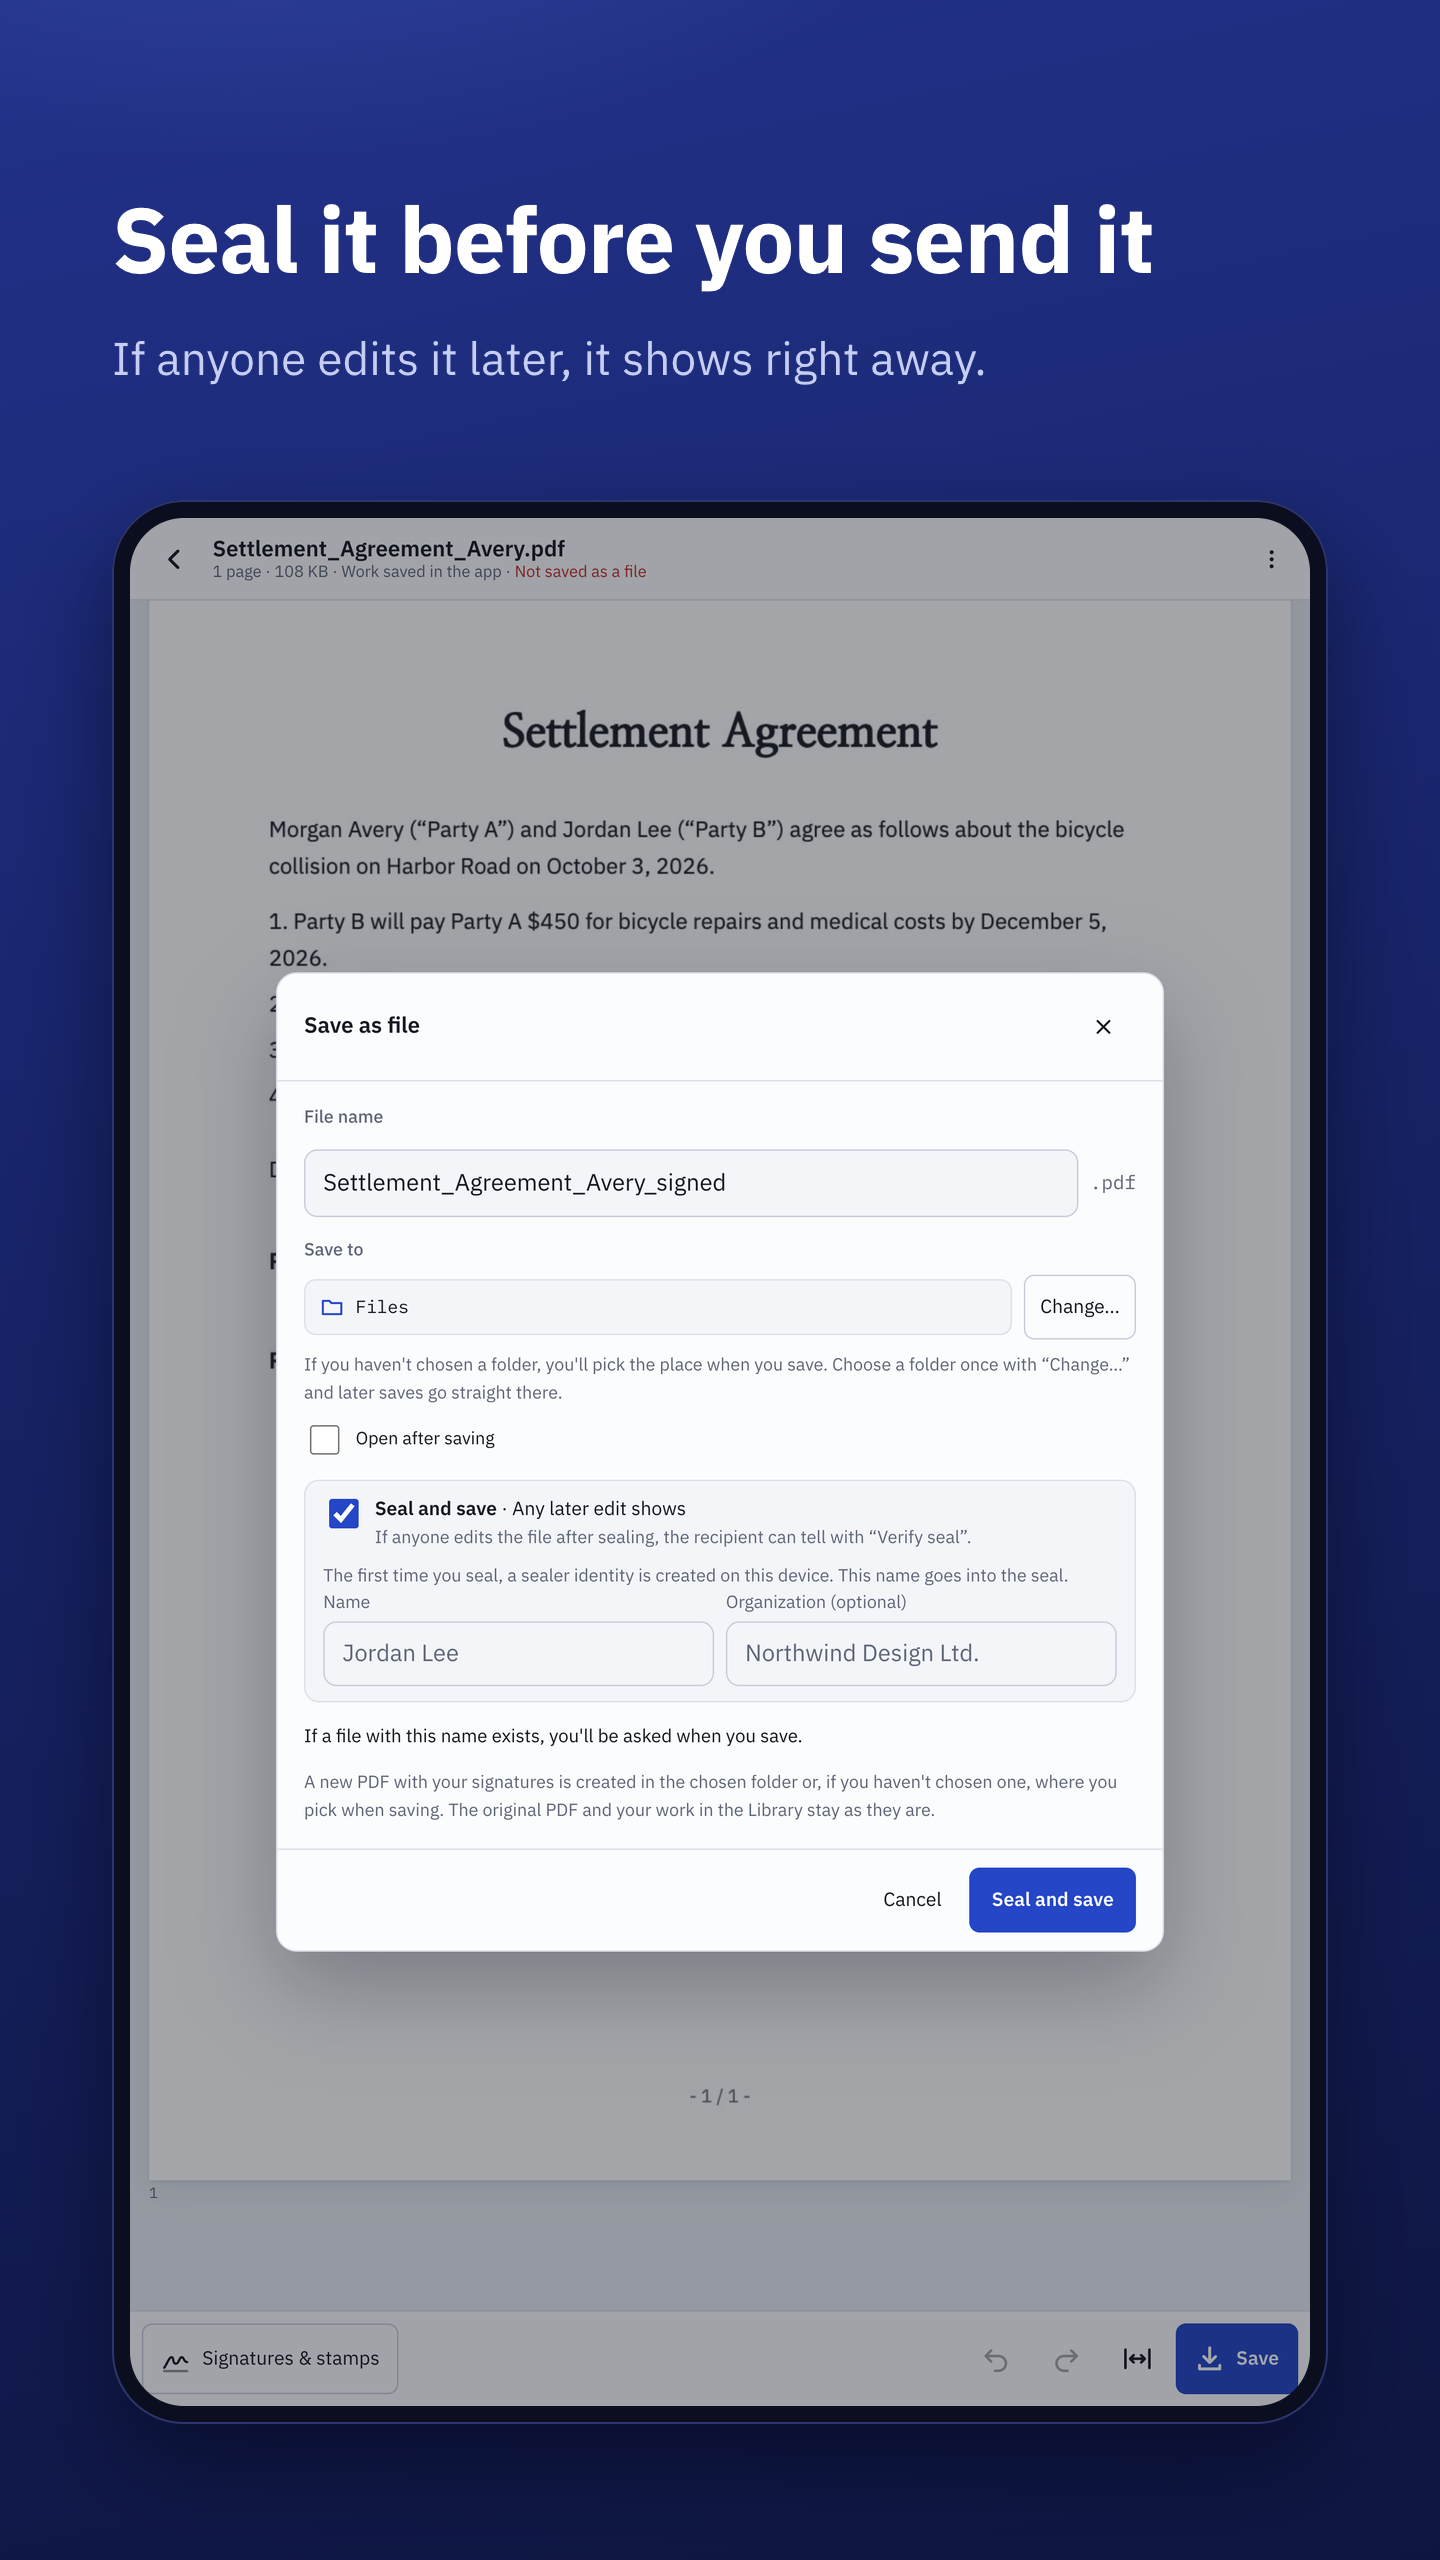 Seal it before you send it
If anyone edits it later, it shows right away.
Settlement_Agreement_Avery.pdf
1 page · 108 KB · Work saved in the app · Not saved as a file
Settlement Agreement
Morgan Avery (“Party A”) and Jordan Lee (“Party B”) agree as follows about the bicycle
collision on Harbor Road on October 3, 2026.
1. Party B will pay Party A $450 for bicycle repairs and medical costs by December 5,
2026.
Save as file
File name
Settlement_Agreement_Avery_signed .pdf
Save to
Files Change...
If you haven't chosen a folder, you'll pick the place when you save. Choose a folder once with “Change...”
and later saves go straight there.
Open after saving
Seal and save · Any later edit shows
If anyone edits the file after sealing, the recipient can tell with “Verify seal”.
The first time you seal, a sealer identity is created on this device. This name goes into the seal.
Name Organization (optional)
Jordan Lee Northwind Design Ltd.
If a file with this name exists, you'll be asked when you save.
A new PDF with your signatures is created in the chosen folder or, if you haven't chosen one, where you
pick when saving. The original PDF and your work in the Library stay as they are.
Cancel Seal and save
- 1 / 1 -
1
Signatures & stamps Save